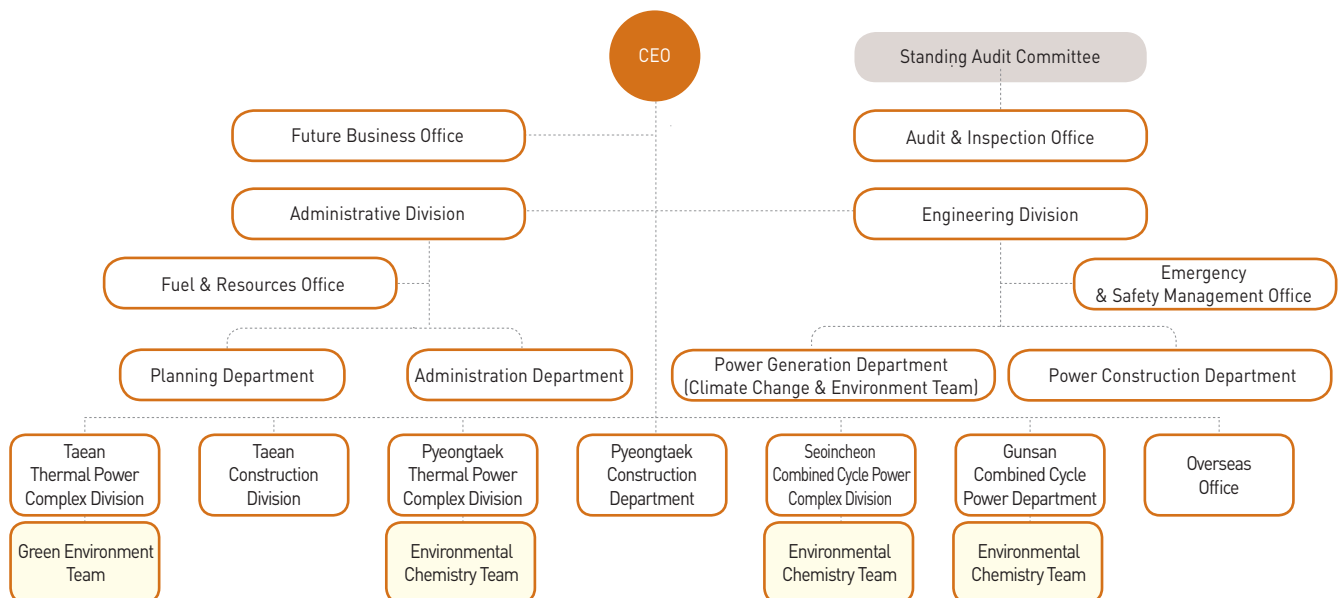 CEO
Standing Audit Committee
Future Business Office
Audit & Inspection Office
Administrative Division
Engineering Division
Fuel & Resources Office
Emergency
& Safety Management Office
Planning Department
Administration Department
Power Generation Department
(Climate Change & Environment Team)
Power Construction Department
Taean
Thermal Power
Complex Division
Taean
Construction
Division
Pyeongtaek
Thermal Power
Complex Division
Pyeongtaek
Construction
Department
Seoincheon
Combined Cycle Power
Complex Division
Gunsan
Combined Cycle
Power Department
Overseas
Office
Green Environment
Team
Environmental
Chemistry Team
Environmental
Chemistry Team
Environmental
Chemistry Team